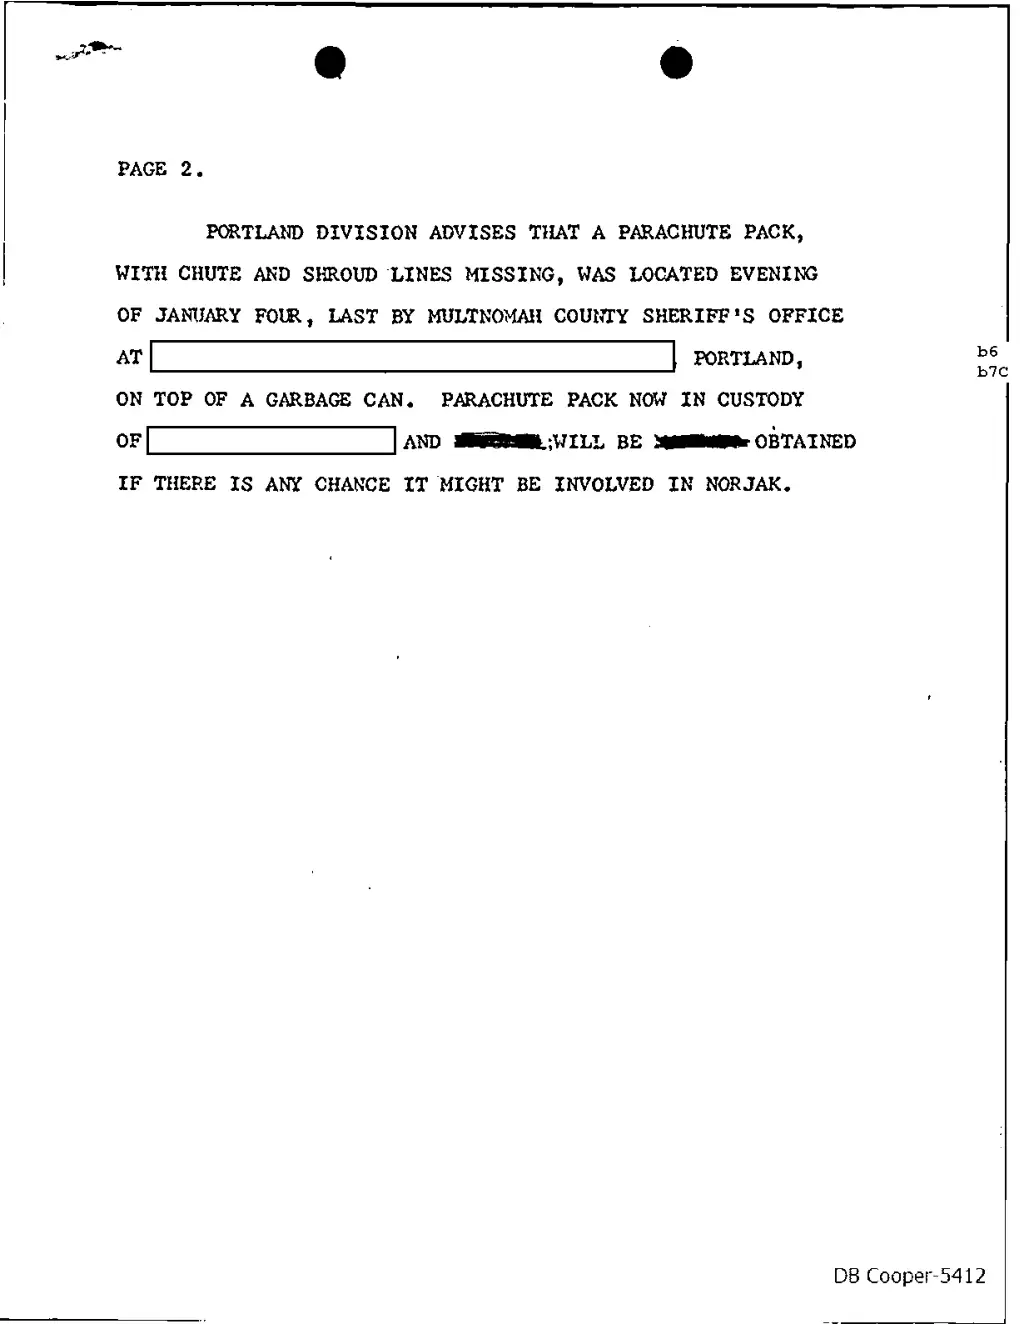 PAGE 2.
PORTLAND DIVISION ADVISES THAT A PARACHUTE PACK,
WITH CHUTE AND SHROUD LINES MISSING, WAS LOCATED EVENING
OF JANUARY FOUR, LAST BY MULTNOMAH COUNTY SHERIFF'S OFFICE
AT PORTLAND,
b6
b7C
ON TOP OF A GARBAGE CAN. PARACHUTE PACK NOW IN CUSTODY
OF AND ;WILL BE OBTAINED
IF THERE IS ANY CHANCE IT MIGHT BE INVOLVED IN NORJAK.
DB Cooper-5412